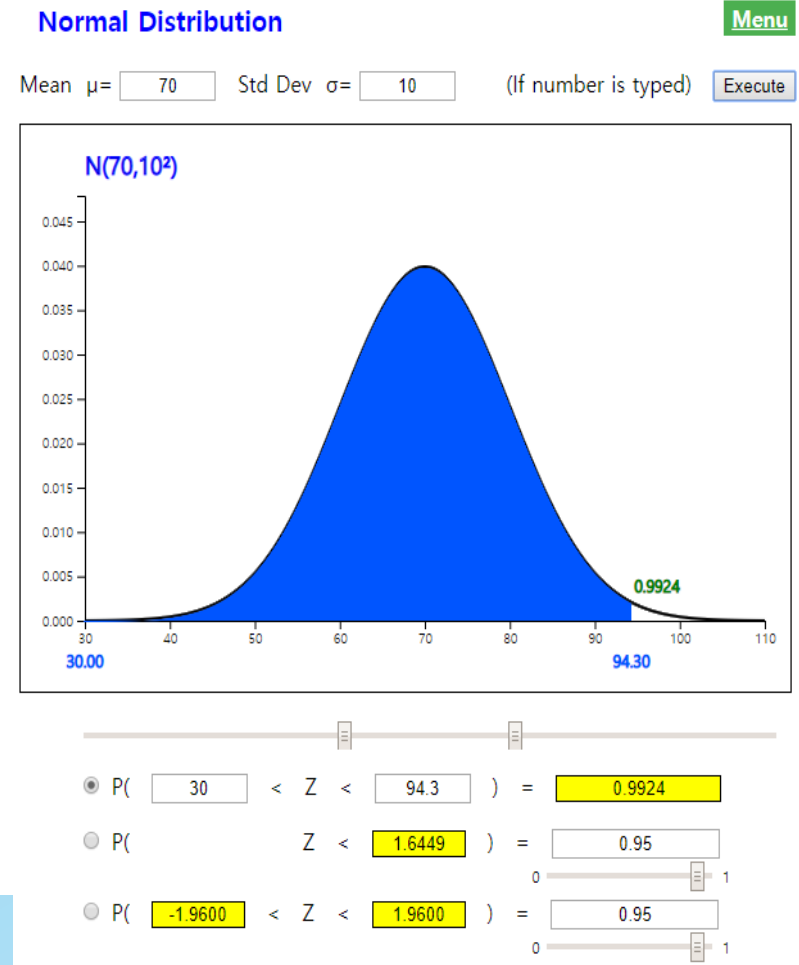 Normal Distribution Menu
Mean μ= 70 Std Dev σ= 10 (If number is typed) Execute
N(70,10²)
0.045
0.040
0.035
0.030
0.025
0.020
0.015
0.010
0.005
0.9924
0.000
30 40 50 60 70 80 90 100 110
30.00 94.30
P( 30 < Z < 94.3 ) = 0.9924
P( Z < 1.6449 ) = 0.95
0 1
P( -1.9600 < Z < 1.9600 ) = 0.95
0 1